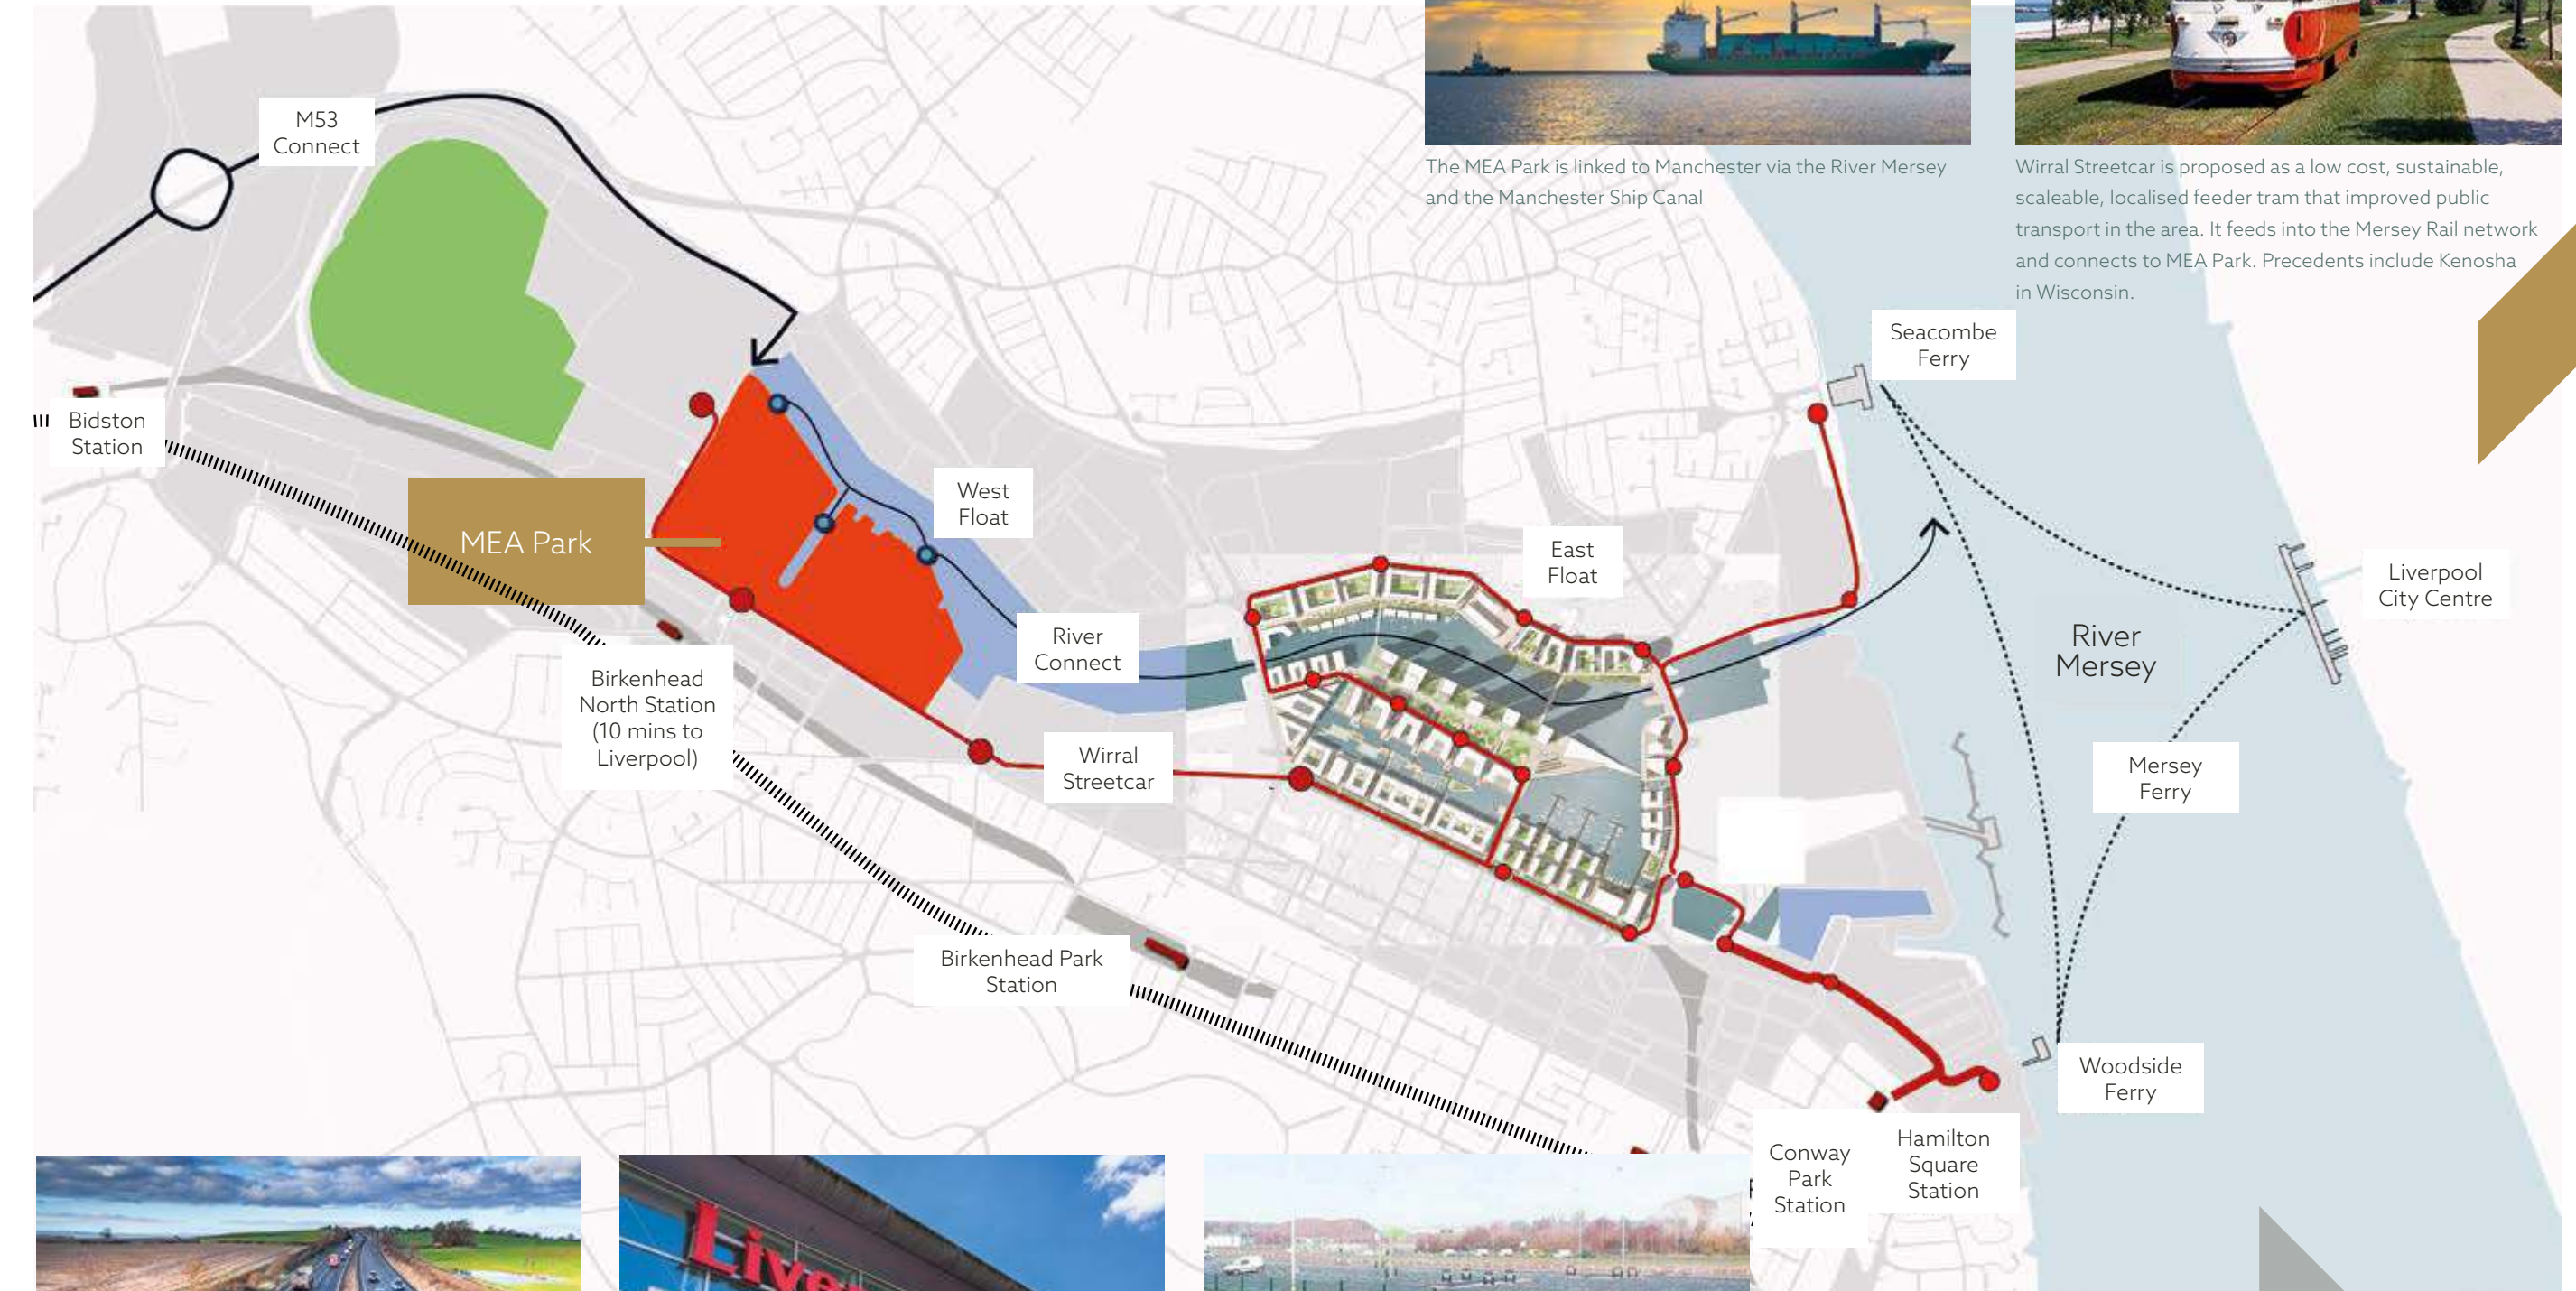 The MEA Park is linked to Manchester via the River Mersey
and the Manchester Ship Canal
Wirral Streetcar is proposed as a low cost, sustainable,
scaleable, localised feeder tram that improved public
transport in the area. It feeds into the Mersey Rail network
and connects to MEA Park. Precedents include Kenosha
in Wisconsin.
M53
Connect
Seacombe
Ferry
Bidston
Station
West
Float
MEA Park
East
Float
Liverpool
City Centre
River
Connect
River
Mersey
Birkenhead
North Station
(10 mins to
Liverpool)
Wirral
Streetcar
Mersey
Ferry
Birkenhead Park
Station
Woodside
Ferry
Conway
Park
Station
Hamilton
Square
Station